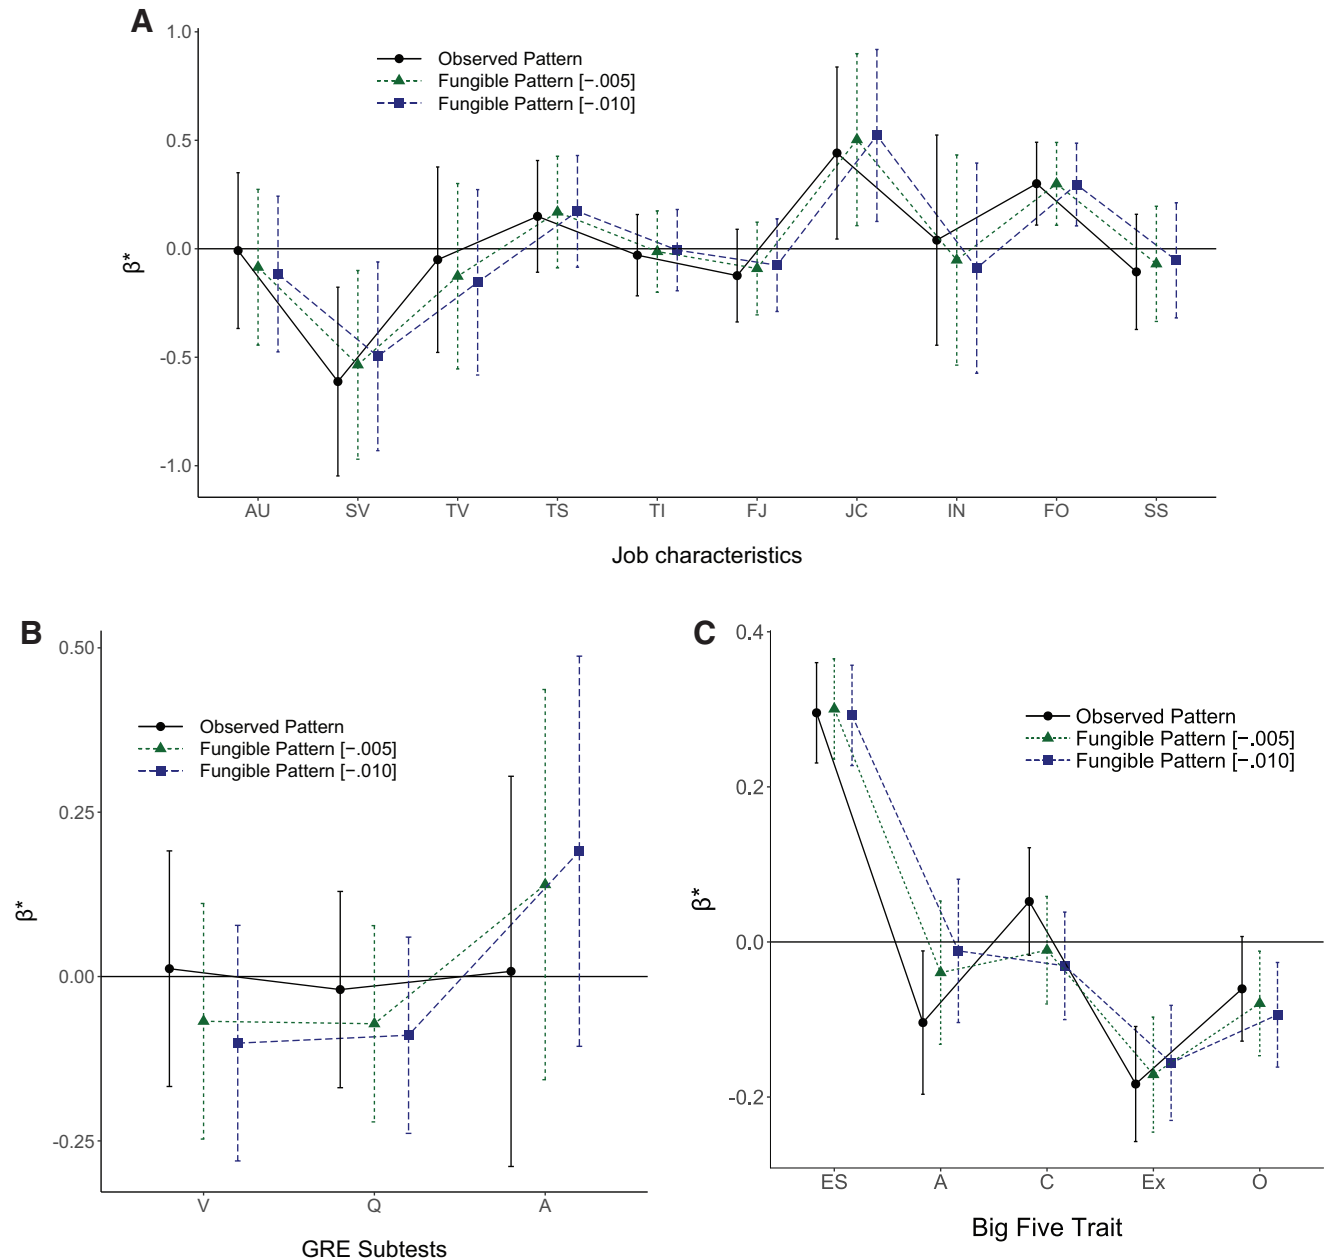 A
1.0
0.5
0.0
-0.5
-1.0
β*
Observed Pattern
Fungible Pattern [−.005]
Fungible Pattern [−.010]
AU SV TV TS TI FJ JC IN FO SS
Job characteristics
B
0.50
0.25
0.00
-0.25
β*
Observed Pattern
Fungible Pattern [−.005]
Fungible Pattern [−.010]
V Q A
GRE Subtests
C
0.4
0.2
0.0
-0.2
β*
Observed Pattern
Fungible Pattern [−.005]
Fungible Pattern [−.010]
ES A C Ex O
Big Five Trait